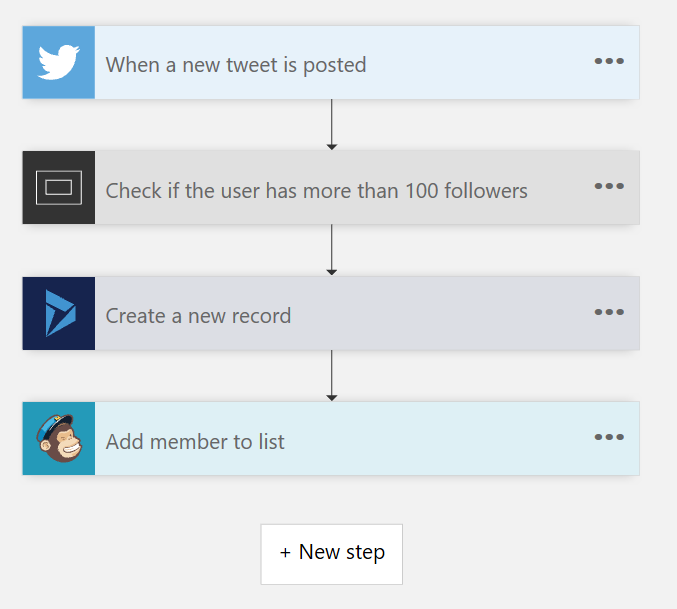 When a new tweet is posted
Check if the user has more than 100 followers
Create a new record
Add member to list
+ New step